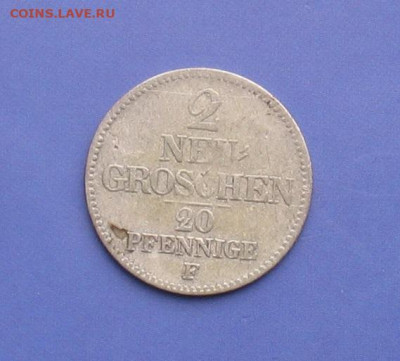 COINS.LAVE.RU
2
NEU=
GROSCHEN
20
PFENNIGE
F